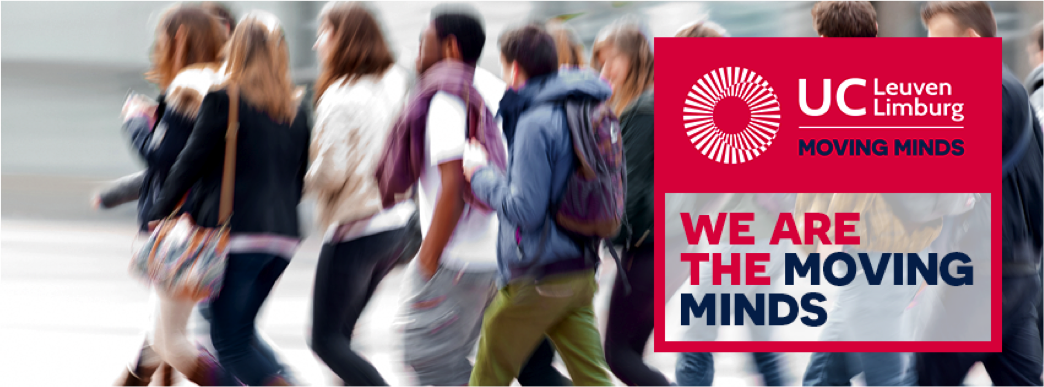 UC Leuven
Limburg
MOVING MINDS
WE ARE
THE MOVING
MINDS